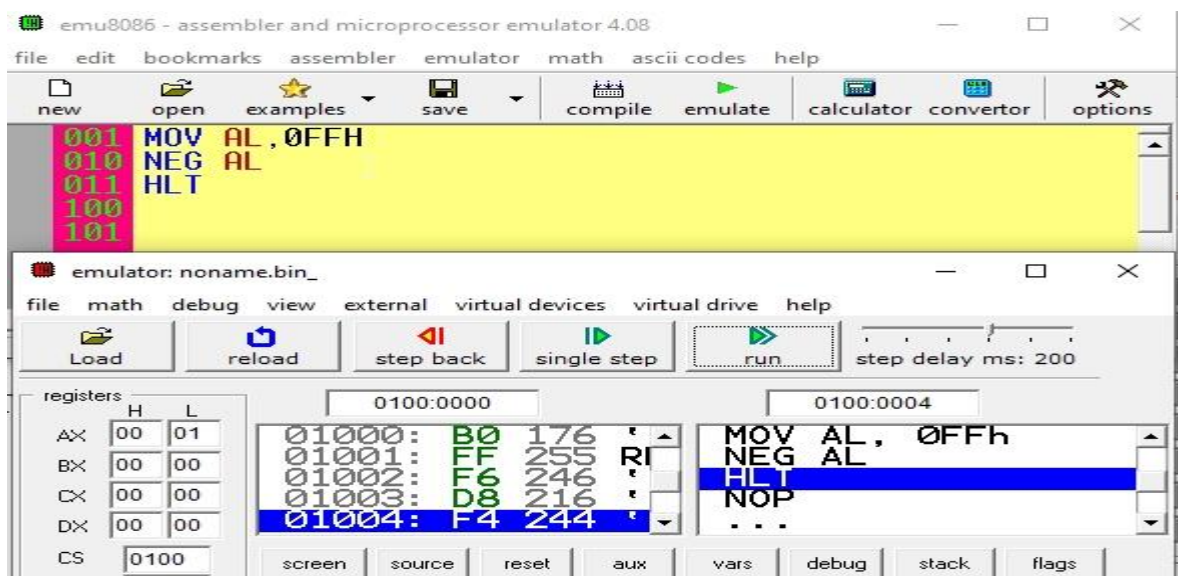 emu8086 - assembler and microprocessor emulator 4.08
file edit bookmarks assembler emulator math ascii codes help
new open examples save compile emulate calculator convertor options
001 MOV AL,0FFH
010 NEG AL
011 HLT
100
101
emulator: noname.bin_
file math debug view external virtual devices virtual drive help
Load reload step back single step run step delay ms: 200
registers
H L
AX 00 01
BX 00 00
CX 00 00
DX 00 00
CS 0100
0100:0000
01000: B0 176
01001: FF 255
01002: F6 246
01003: D8 216
01004: F4 244
0100:0004
MOV AL, 0FFh
NEG AL
HLT
NOP
...
screen source reset aux vars debug stack flags